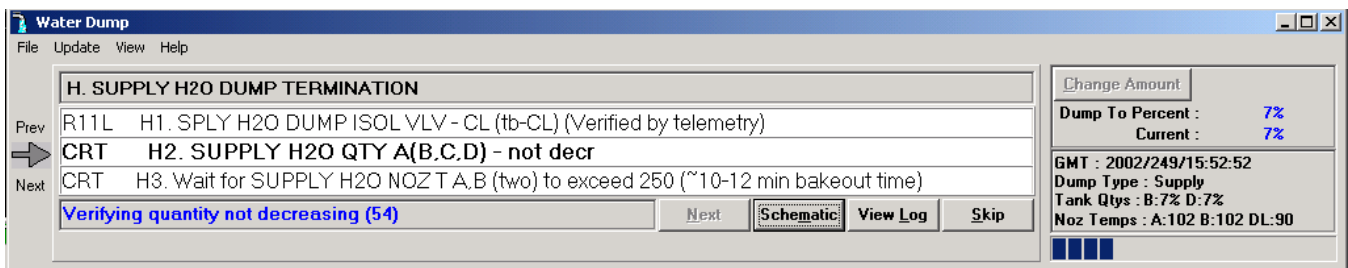 Water Dump
File Update View Help
H. SUPPLY H2O DUMP TERMINATION
Prev
R11L H1. SPLY H2O DUMP ISOL VLV - CL (tb-CL) (Verified by telemetry)
CRT H2. SUPPLY H2O QTY A(B,C,D) - not decr
Next
CRT H3. Wait for SUPPLY H2O NOZ T A,B (two) to exceed 250 (~10-12 min bakeout time)
Verifying quantity not decreasing (54)
Next Schematic View Log Skip
Change Amount
Dump To Percent : 7%
Current : 7%
GMT : 2002/249/15:52:52
Dump Type : Supply
Tank Qtys : B:7% D:7%
Noz Temps : A:102 B:102 DL:90